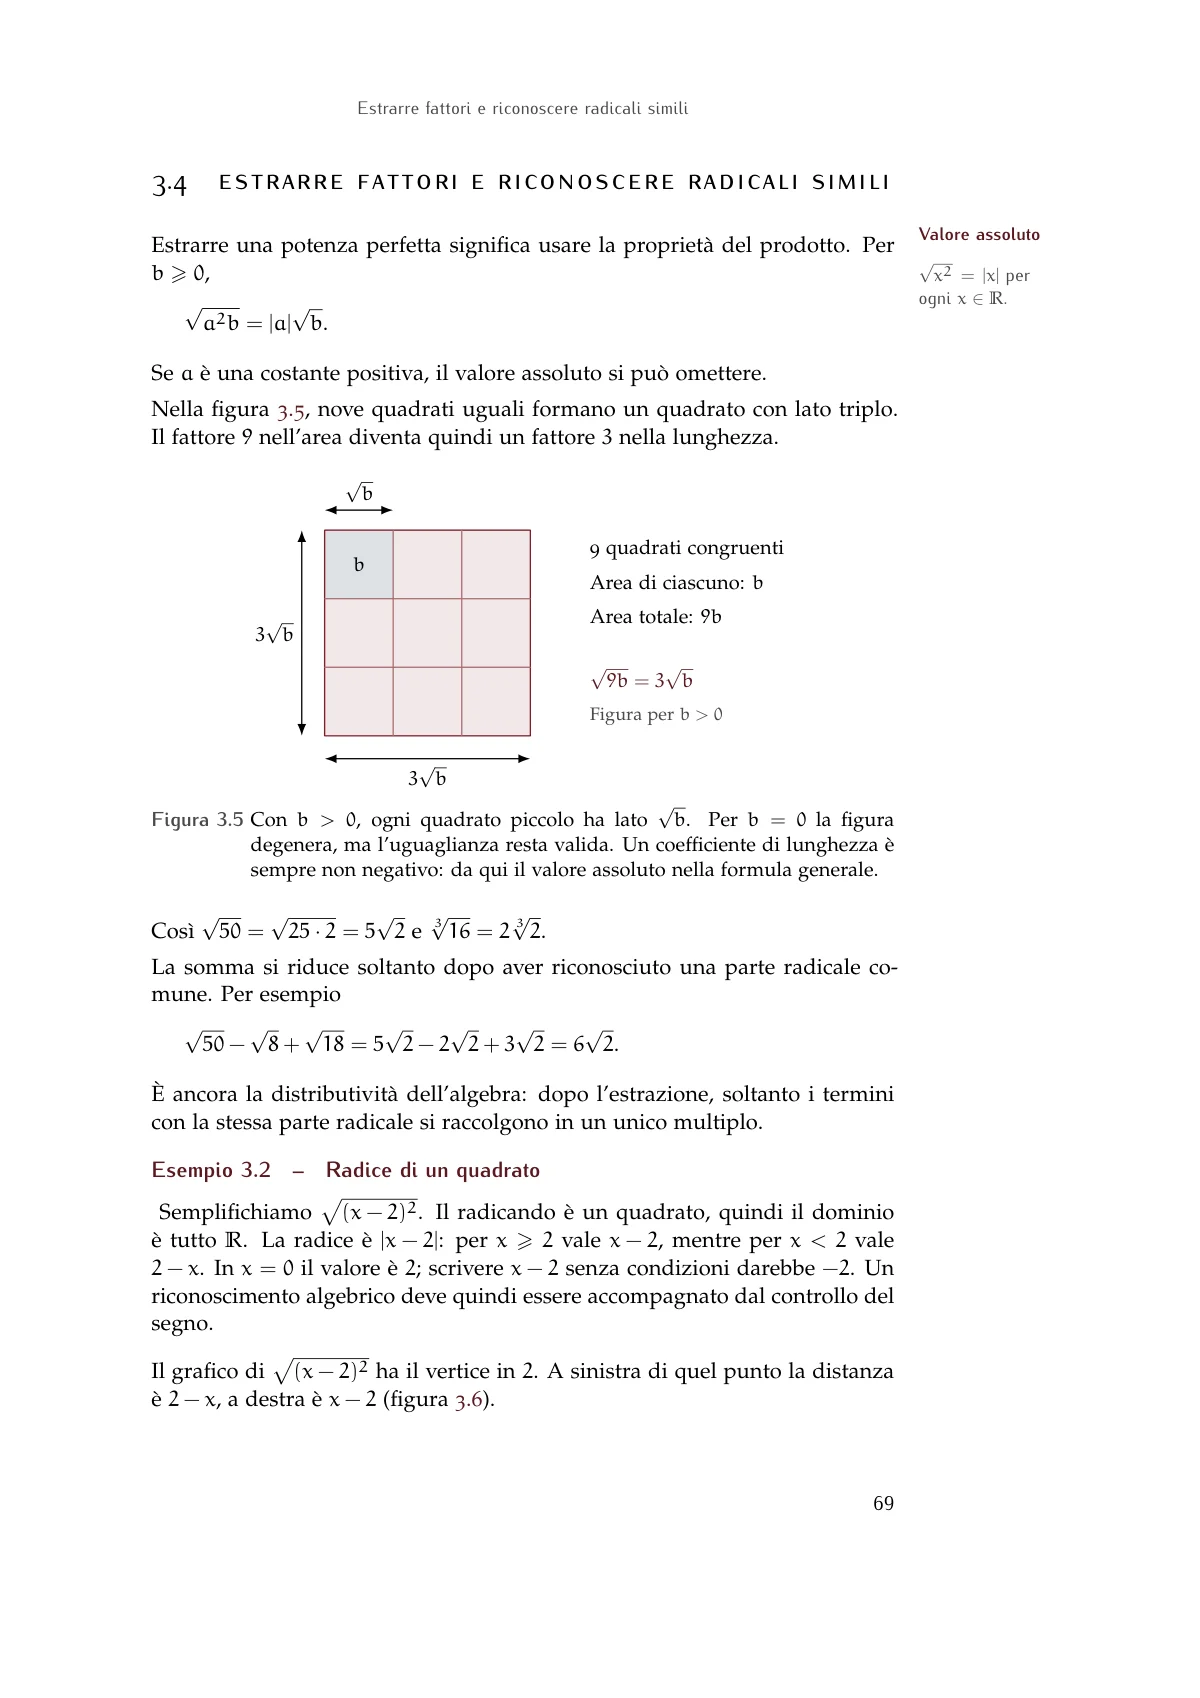 Estrarre fattori e riconoscere radicali simili
3.4 ESTRARRE FATTORI E RICONOSCERE RADICALI SIMILI
Estrarre una potenza perfetta significa usare la proprietà del prodotto. Per
b ⩾ 0,
√(a²b) = |a|√b.
Se a è una costante positiva, il valore assoluto si può omettere.
Nella figura 3.5, nove quadrati uguali formano un quadrato con lato triplo.
Il fattore 9 nell'area diventa quindi un fattore 3 nella lunghezza.
Valore assoluto
√x² = |x| per
ogni x ∈ ℝ.
√b
b
3√b
3√b
9 quadrati congruenti
Area di ciascuno: b
Area totale: 9b
√9b = 3√b
Figura per b > 0
Figura 3.5 Con b > 0, ogni quadrato piccolo ha lato √b. Per b = 0 la figura
degenera, ma l'uguaglianza resta valida. Un coefficiente di lunghezza è
sempre non negativo: da qui il valore assoluto nella formula generale.
Così √50 = √(25 · 2) = 5√2 e ∛16 = 2∛2.
La somma si riduce soltanto dopo aver riconosciuto una parte radicale co-
mune. Per esempio
√50 − √8 + √18 = 5√2 − 2√2 + 3√2 = 6√2.
È ancora la distributività dell'algebra: dopo l'estrazione, soltanto i termini
con la stessa parte radicale si raccolgono in un unico multiplo.
Esempio 3.2 – Radice di un quadrato
Semplifichiamo √(x − 2)². Il radicando è un quadrato, quindi il dominio
è tutto ℝ. La radice è |x − 2|: per x ⩾ 2 vale x − 2, mentre per x < 2 vale
2 − x. In x = 0 il valore è 2; scrivere x − 2 senza condizioni darebbe −2. Un
riconoscimento algebrico deve quindi essere accompagnato dal controllo del
segno.
Il grafico di √(x − 2)² ha il vertice in 2. A sinistra di quel punto la distanza
è 2 − x, a destra è x − 2 (figura 3.6).
69